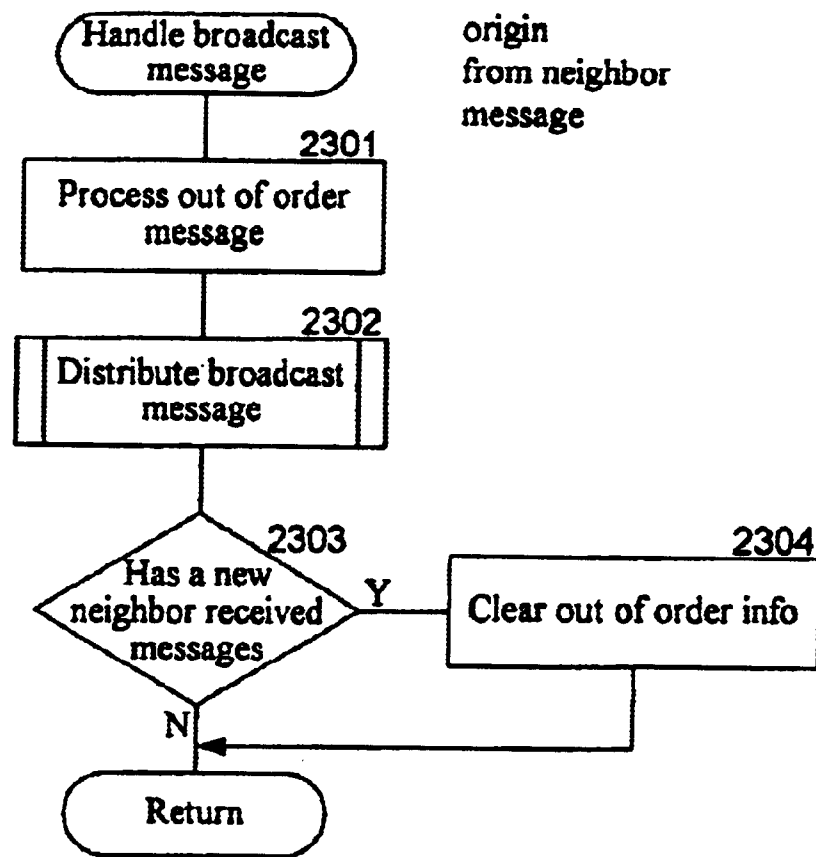 Handle broadcast
message
origin
from neighbor
message
2301
Process out of order
message
2302
Distribute broadcast
message
2303
Has a new
neighbor received
messages
Y
2304
Clear out of order info
N
Return